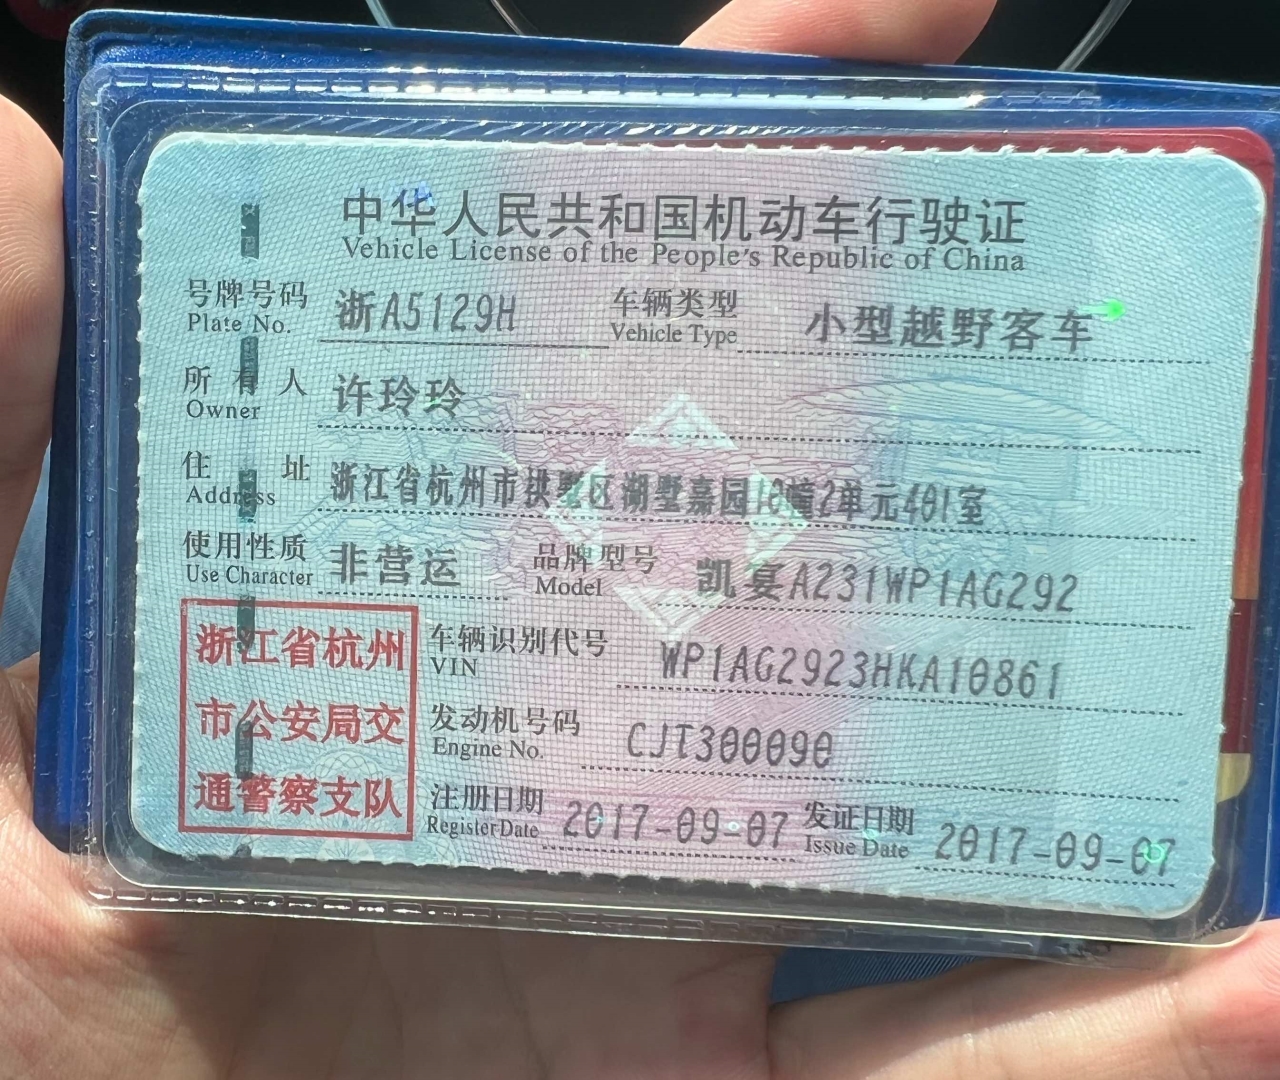 中华人民共和国机动车行驶证
Vehicle License of the People's Republic of China
号牌号码 浙A5129H 车辆类型 小型越野客车
Plate No. Vehicle Type
所有人 许玲玲
Owner
住址 浙江省杭州市拱墅区湖墅嘉园10幢2单元401室
Address
使用性质 非营运 品牌型号 凯宴A231WP1AG292
Use Character Model
浙江省杭州
市公安局交
通警察支队
车辆识别代号 WP1AG2923HKA10861
VIN
发动机号码 CJT300090
Engine No.
注册日期 2017-09-07 发证日期 2017-09-07
Register Date Issue Date